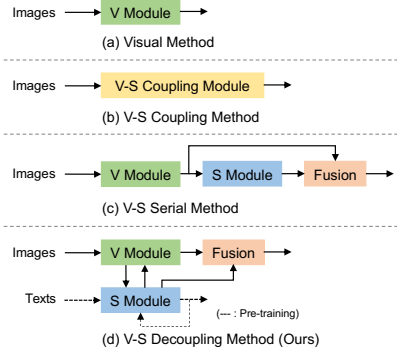 Images V Module
(a) Visual Method
Images V-S Coupling Module
(b) V-S Coupling Method
Images V Module S Module Fusion
(c) V-S Serial Method
Images V Module Fusion
Texts S Module
(--- : Pre-training)
(d) V-S Decoupling Method (Ours)